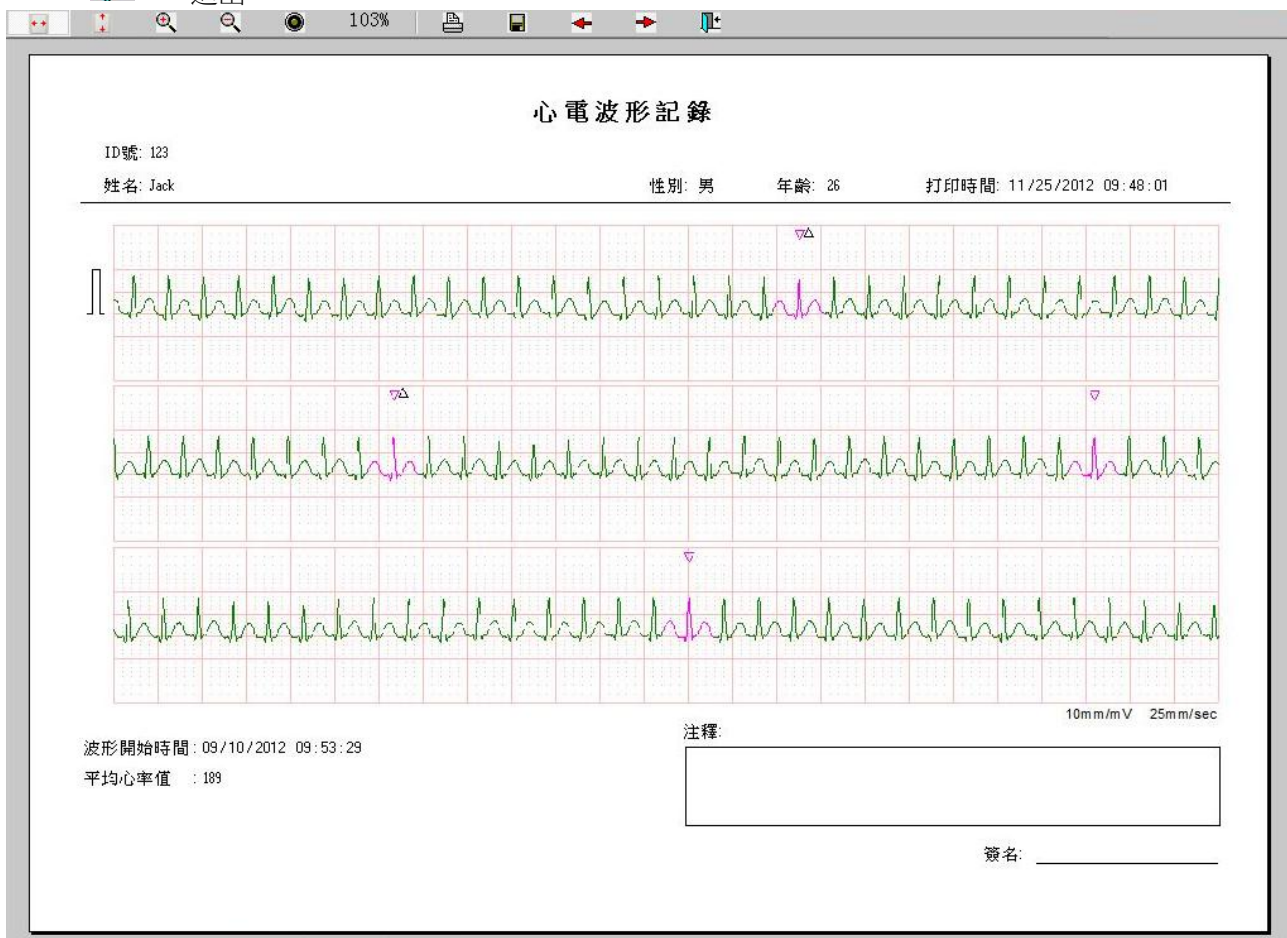 退出
103%
心電波形記錄
ID號: 123
姓名: Jack 性別: 男 年齡: 26 打印時間: 11/25/2012 09:48:01
10mm/mV 25mm/sec
注釋:
波形開始時間: 09/10/2012 09:53:29
平均心率值 : 189
簽名: